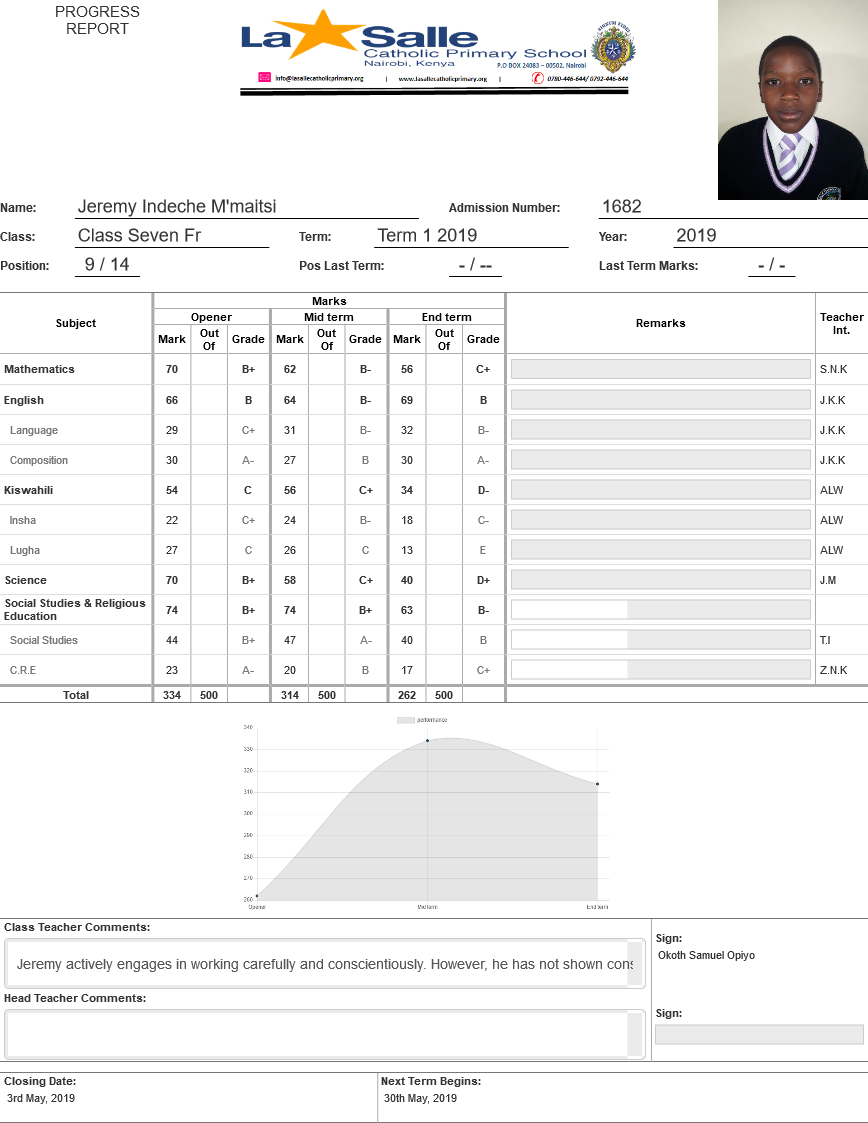 PROGRESS
REPORT
La Salle
Catholic Primary School
Nairobi, Kenya
P.O BOX 24083 – 00502, Nairobi
info@lasallecatholicprimary.org | www.lasallecatholicprimary.org | 0780-446-644/ 0792-446-644
Name: Jeremy Indeche M'maitsi Admission Number: 1682
Class: Class Seven Fr Term: Term 1 2019 Year: 2019
Position: 9 / 14 Pos Last Term: - / -- Last Term Marks: - / -
Marks
Subject Opener Mid term End term Remarks Teacher Int.
Mark Out Of Grade Mark Out Of Grade Mark Out Of Grade
Mathematics 70 B+ 62 B- 56 C+ S.N.K
English 66 B 64 B- 69 B J.K.K
Language 29 C+ 31 B- 32 B- J.K.K
Composition 30 A- 27 B 30 A- J.K.K
Kiswahili 54 C 56 C+ 34 D- ALW
Insha 22 C+ 24 B- 18 C- ALW
Lugha 27 C 26 C 13 E ALW
Science 70 B+ 58 C+ 40 D+ J.M
Social Studies & Religious
Education 74 B+ 74 B+ 63 B-
Social Studies 44 B+ 47 A- 40 B T.I
C.R.E 23 A- 20 B 17 C+ Z.N.K
Total 334 500 314 500 262 500
performance
340
330
320
310
300
290
280
270
260
Opener Mid term End term
Class Teacher Comments:
Jeremy actively engages in working carefully and conscientiously. However, he has not shown cons
Sign:
Okoth Samuel Opiyo
Head Teacher Comments:
Sign:
Closing Date: Next Term Begins:
3rd May, 2019 30th May, 2019